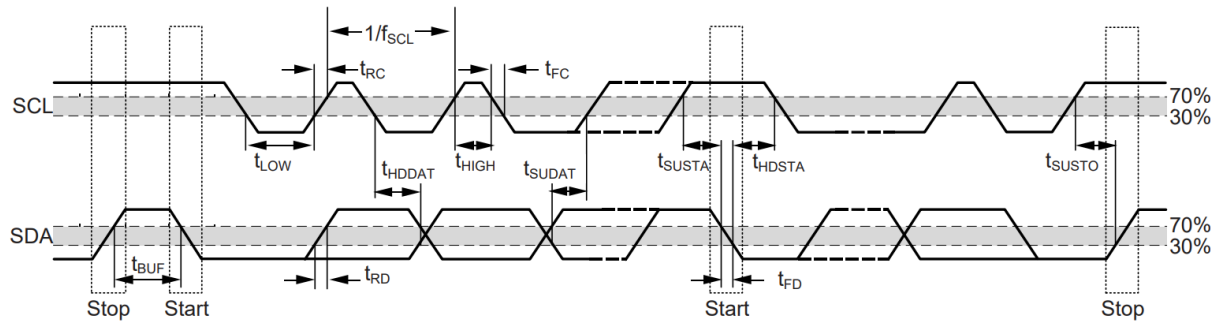 1/fSCL
tRC
tFC
SCL
70%
30%
tLOW
tHDDAT
tHIGH
tSUDAT
tSUSTA
tHDSTA
tSUSTO
SDA
70%
30%
tBUF
tRD
tFD
Stop
Start
Start
Stop